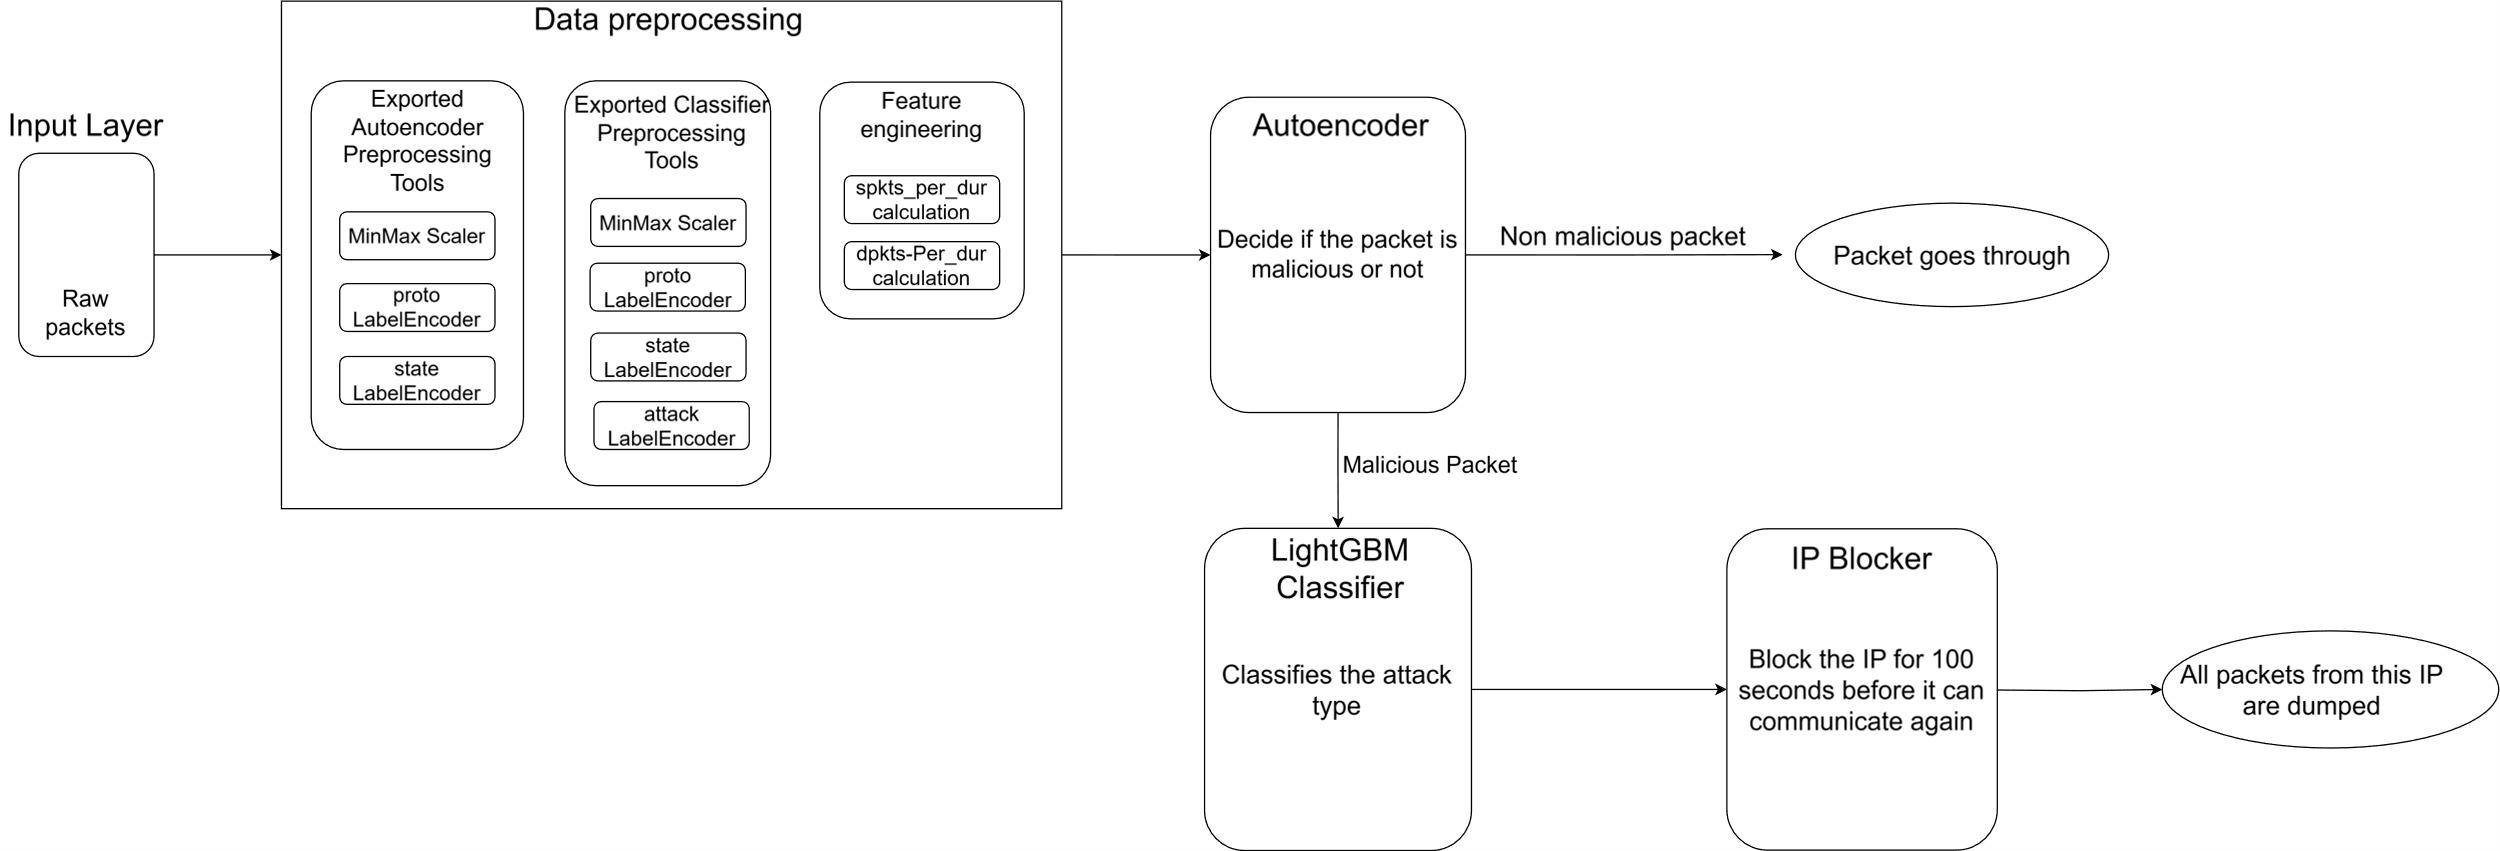 Data preprocessing
Input Layer
Raw
packets
Exported
Autoencoder
Preprocessing
Tools
MinMax Scaler
proto
LabelEncoder
state
LabelEncoder
Exported Classifier
Preprocessing
Tools
MinMax Scaler
proto
LabelEncoder
state
LabelEncoder
attack
LabelEncoder
Feature
engineering
spkts_per_dur
calculation
dpkts-Per_dur
calculation
Autoencoder
Decide if the packet is
malicious or not
Non malicious packet
Packet goes through
Malicious Packet
LightGBM
Classifier
Classifies the attack
type
IP Blocker
Block the IP for 100
seconds before it can
communicate again
All packets from this IP
are dumped